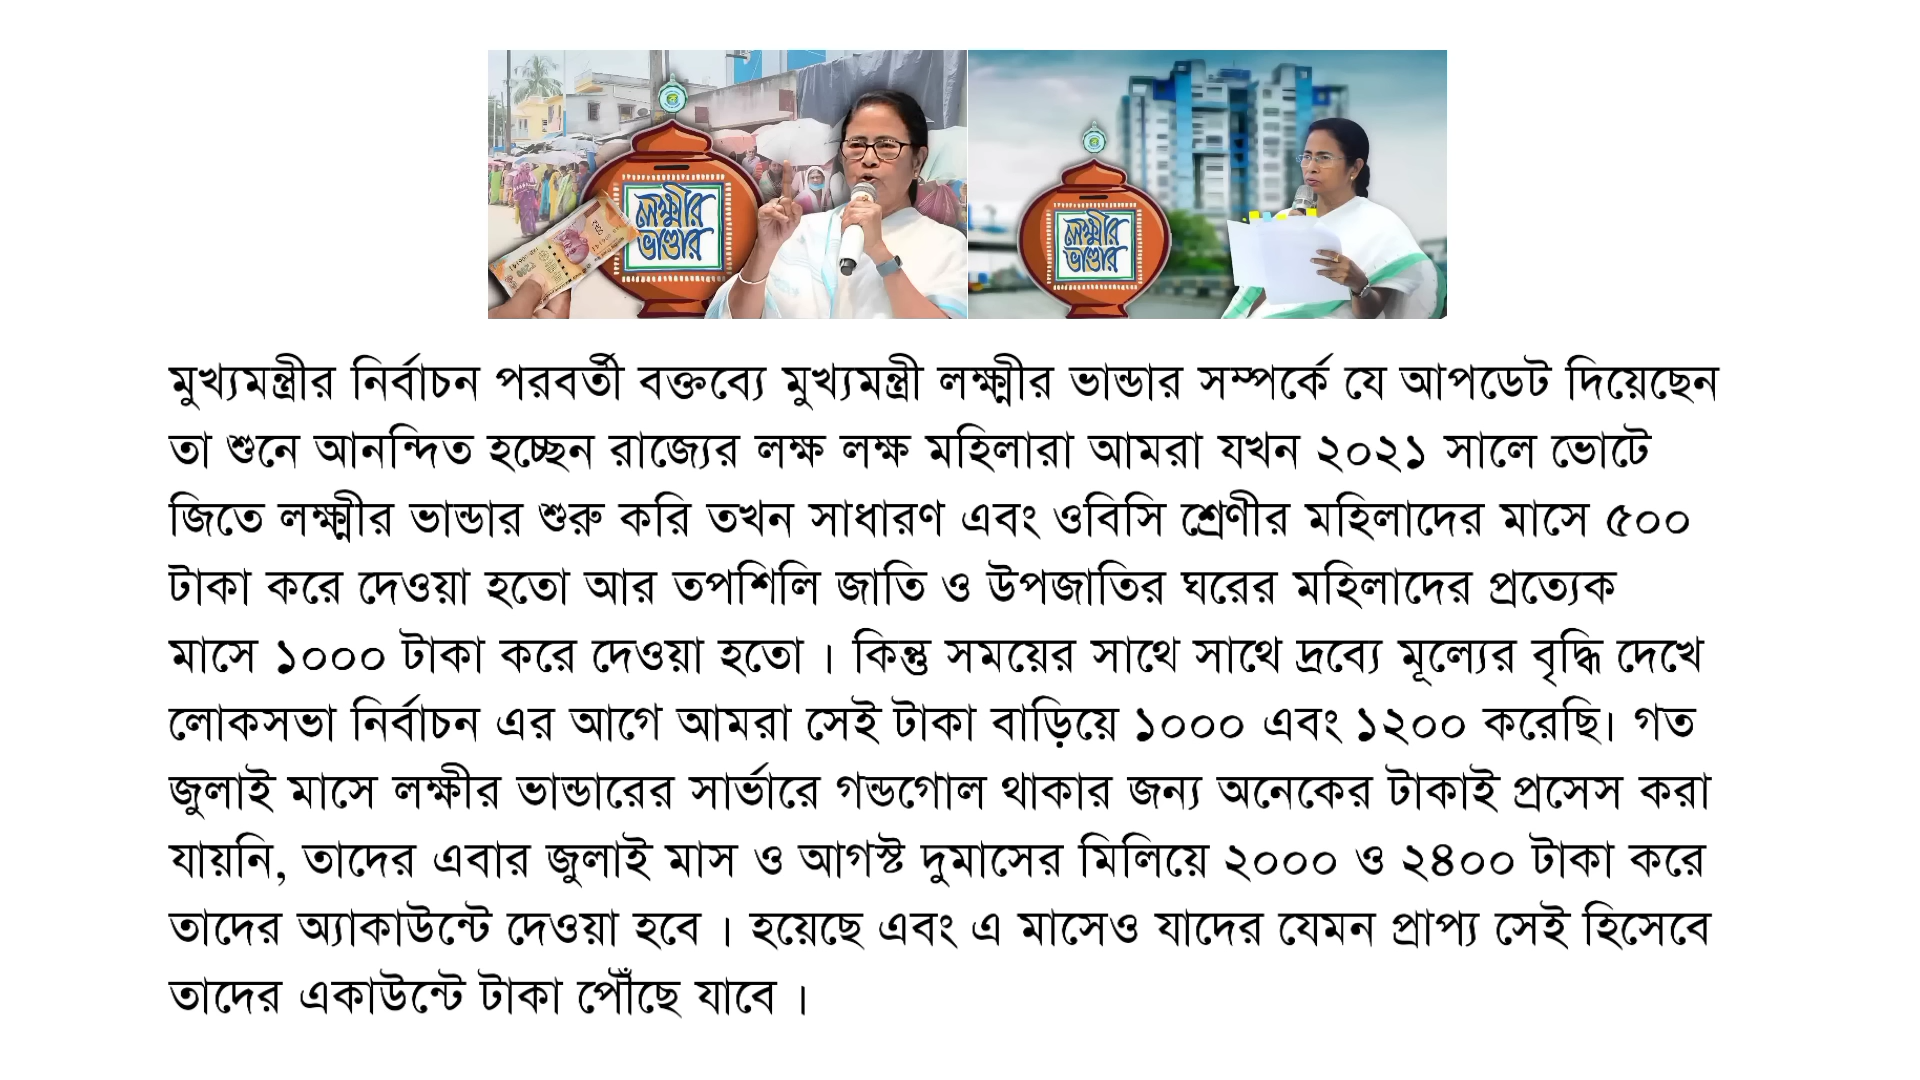 লক্ষ্মীর
ভাণ্ডার
লক্ষ্মীর
ভাণ্ডার
মুখ্যমন্ত্রীর নির্বাচন পরবর্তী বক্তব্যে মুখ্যমন্ত্রী লক্ষ্মীর ভান্ডার সম্পর্কে যে আপডেট দিয়েছেন
তা শুনে আনন্দিত হচ্ছেন রাজ্যের লক্ষ লক্ষ মহিলারা আমরা যখন ২০২১ সালে ভোটে
জিতে লক্ষ্মীর ভান্ডার শুরু করি তখন সাধারণ এবং ওবিসি শ্রেণীর মহিলাদের মাসে ৫০০
টাকা করে দেওয়া হতো আর তপশিলি জাতি ও উপজাতির ঘরের মহিলাদের প্রত্যেক
মাসে ১০০০ টাকা করে দেওয়া হতো । কিন্তু সময়ের সাথে সাথে দ্রব্যে মূল্যের বৃদ্ধি দেখে
লোকসভা নির্বাচন এর আগে আমরা সেই টাকা বাড়িয়ে ১০০০ এবং ১২০০ করেছি। গত
জুলাই মাসে লক্ষীর ভান্ডারের সার্ভারে গন্ডগোল থাকার জন্য অনেকের টাকাই প্রসেস করা
যায়নি, তাদের এবার জুলাই মাস ও আগস্ট দুমাসের মিলিয়ে ২০০০ ও ২৪০০ টাকা করে
তাদের অ্যাকাউন্টে দেওয়া হবে । হয়েছে এবং এ মাসেও যাদের যেমন প্রাপ্য সেই হিসেবে
তাদের একাউন্টে টাকা পৌঁছে যাবে ।